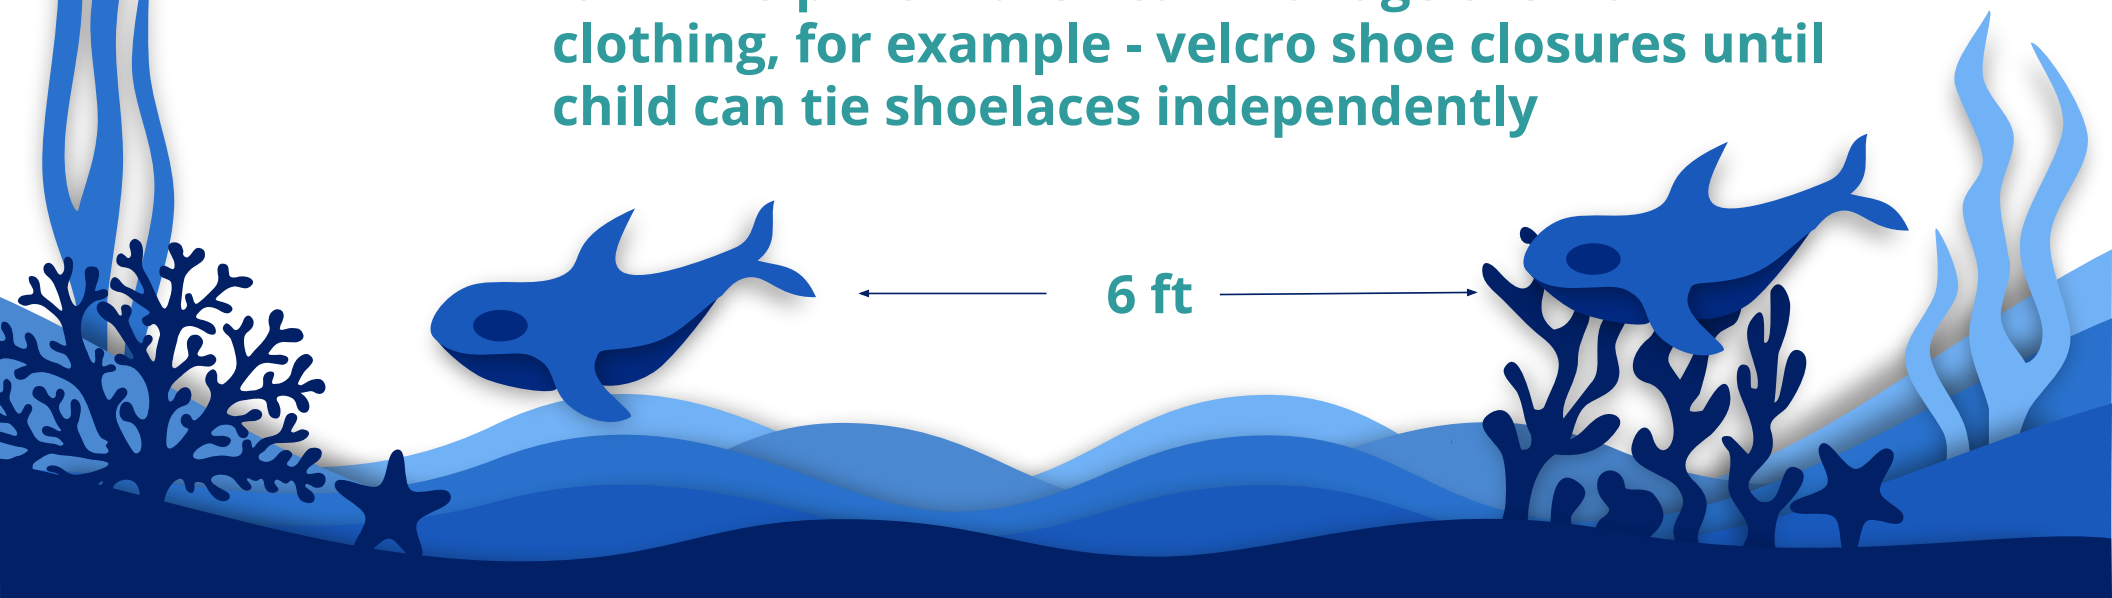 clothing, for example - velcro shoe closures until
child can tie shoelaces independently
6 ft